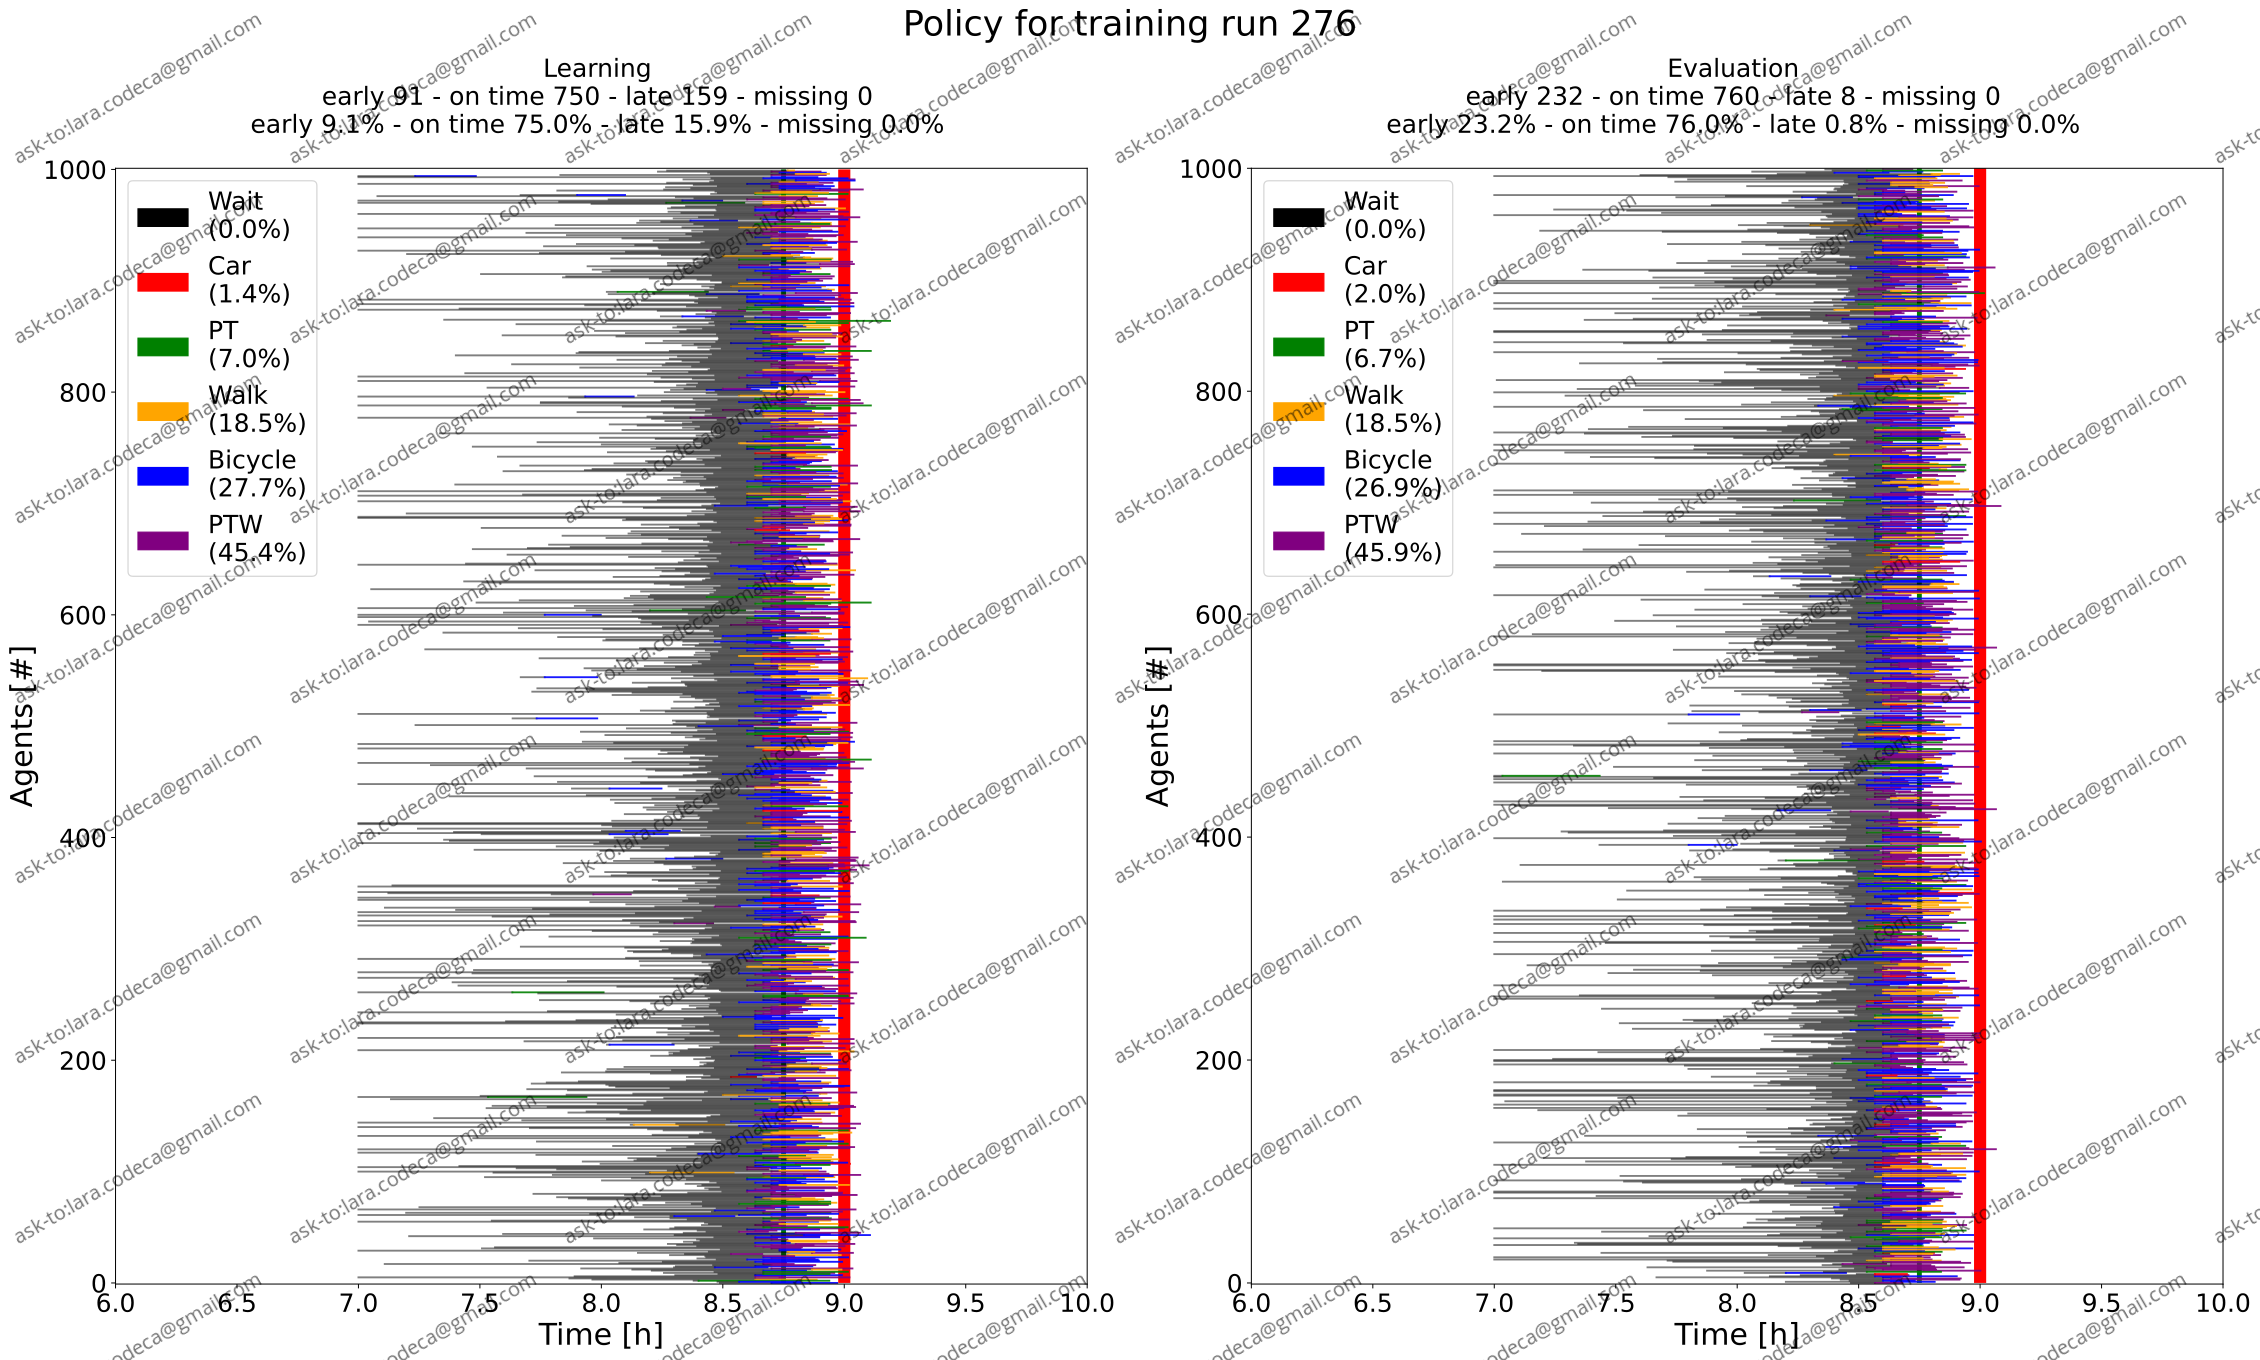 Policy for training run 276
Learning
early 91 - on time 750 - late 159 - missing 0
early 9.1% - on time 75.0% - late 15.9% - missing 0.0%
Wait
(0.0%)
Car
(1.4%)
PT
(7.0%)
Walk
(18.5%)
Bicycle
(27.7%)
PTW
(45.4%)
1000
800
600
400
200
0
Agents [#]
6.0 6.5 7.0 7.5 8.0 8.5 9.0 9.5 10.0
Time [h]
Evaluation
early 232 - on time 760 - late 8 - missing 0
early 23.2% - on time 76.0% - late 0.8% - missing 0.0%
Wait
(0.0%)
Car
(2.0%)
PT
(6.7%)
Walk
(18.5%)
Bicycle
(26.9%)
PTW
(45.9%)
1000
800
600
400
200
0
Agents [#]
6.0 6.5 7.0 7.5 8.0 8.5 9.0 9.5 10.0
Time [h]
ask-to:lara.codeca@gmail.com